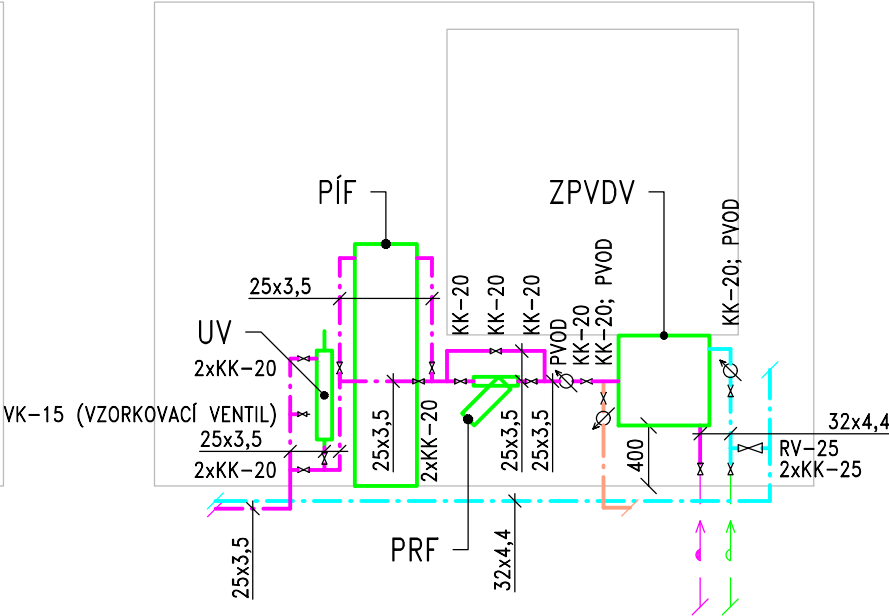 PÍF
ZPVDV
25x3,5
KK-20
KK-20
KK-20
PVOD
KK-20
KK-20; PVOD
KK-20; PVOD
UV
2xKK-20
VK-15 (VZORKOVACÍ VENTIL)
25x3,5
2xKK-20
25x3,5
2xKK-20
25x3,5
25x3,5
400
32x4,4
RV-25
2xKK-25
PRF
25x3,5
32x4,4